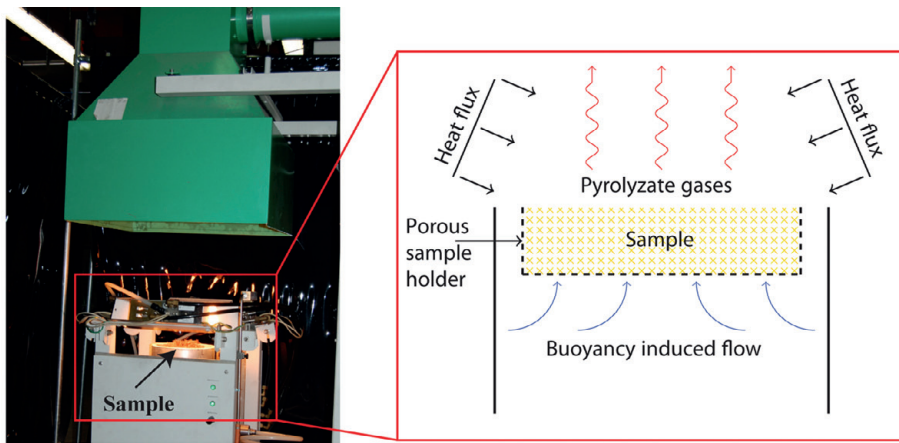 Sample
Heat flux
Heat flux
Pyrolyzate gases
Porous
sample
holder
Sample
Buoyancy induced flow